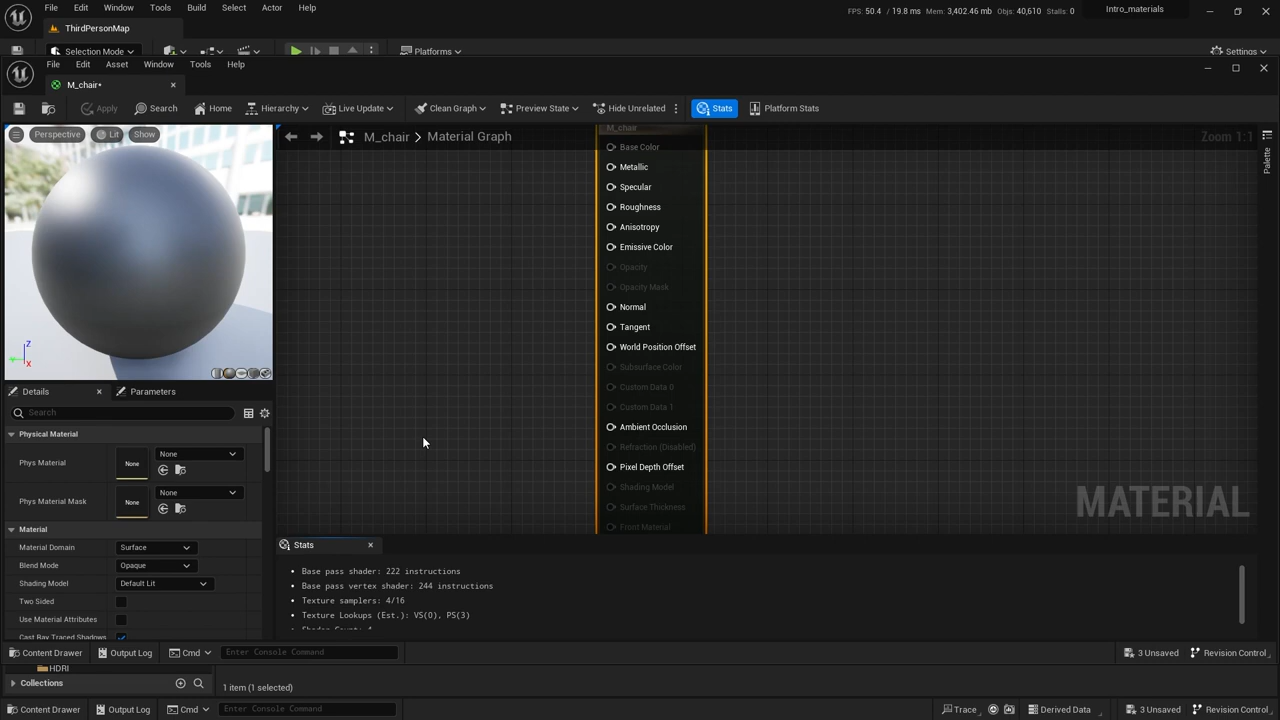 File Edit Window Tools Build Select Actor Help
FPS: 50.4 / 19.8 ms Mem: 3,402.46 mb Objs: 40,610 Stalls: 0
Intro_materials
ThirdPersonMap
Selection Mode
Platforms
Settings
File Edit Asset Window Tools Help
M_chair*
Apply
Search
Home
Hierarchy
Live Update
Clean Graph
Preview State
Hide Unrelated
Stats
Platform Stats
Perspective
Lit
Show
M_chair > Material Graph
Zoom 1:1
Palette
M_chair
Base Color
Metallic
Specular
Roughness
Anisotropy
Emissive Color
Opacity
Opacity Mask
Normal
Tangent
World Position Offset
Subsurface Color
Custom Data 0
Custom Data 1
Ambient Occlusion
Refraction (Disabled)
Pixel Depth Offset
Shading Model
Surface Thickness
Front Material
MATERIAL
Z
X
Details
Parameters
Search
Physical Material
Phys Material
None
None
Phys Material Mask
None
None
Material
Material Domain Surface
Blend Mode Opaque
Shading Model Default Lit
Two Sided
Use Material Attributes
Cast Ray Traced Shadows
Stats
• Base pass shader: 222 instructions
• Base pass vertex shader: 244 instructions
• Texture samplers: 4/16
• Texture Lookups (Est.): VS(0), PS(3)
• Shader Count: 4
Content Drawer
Output Log
Cmd
Enter Console Command
3 Unsaved
Revision Control
HDRI
Collections
1 item (1 selected)
Content Drawer
Output Log
Cmd
Enter Console Command
Trace
Derived Data
3 Unsaved
Revision Control